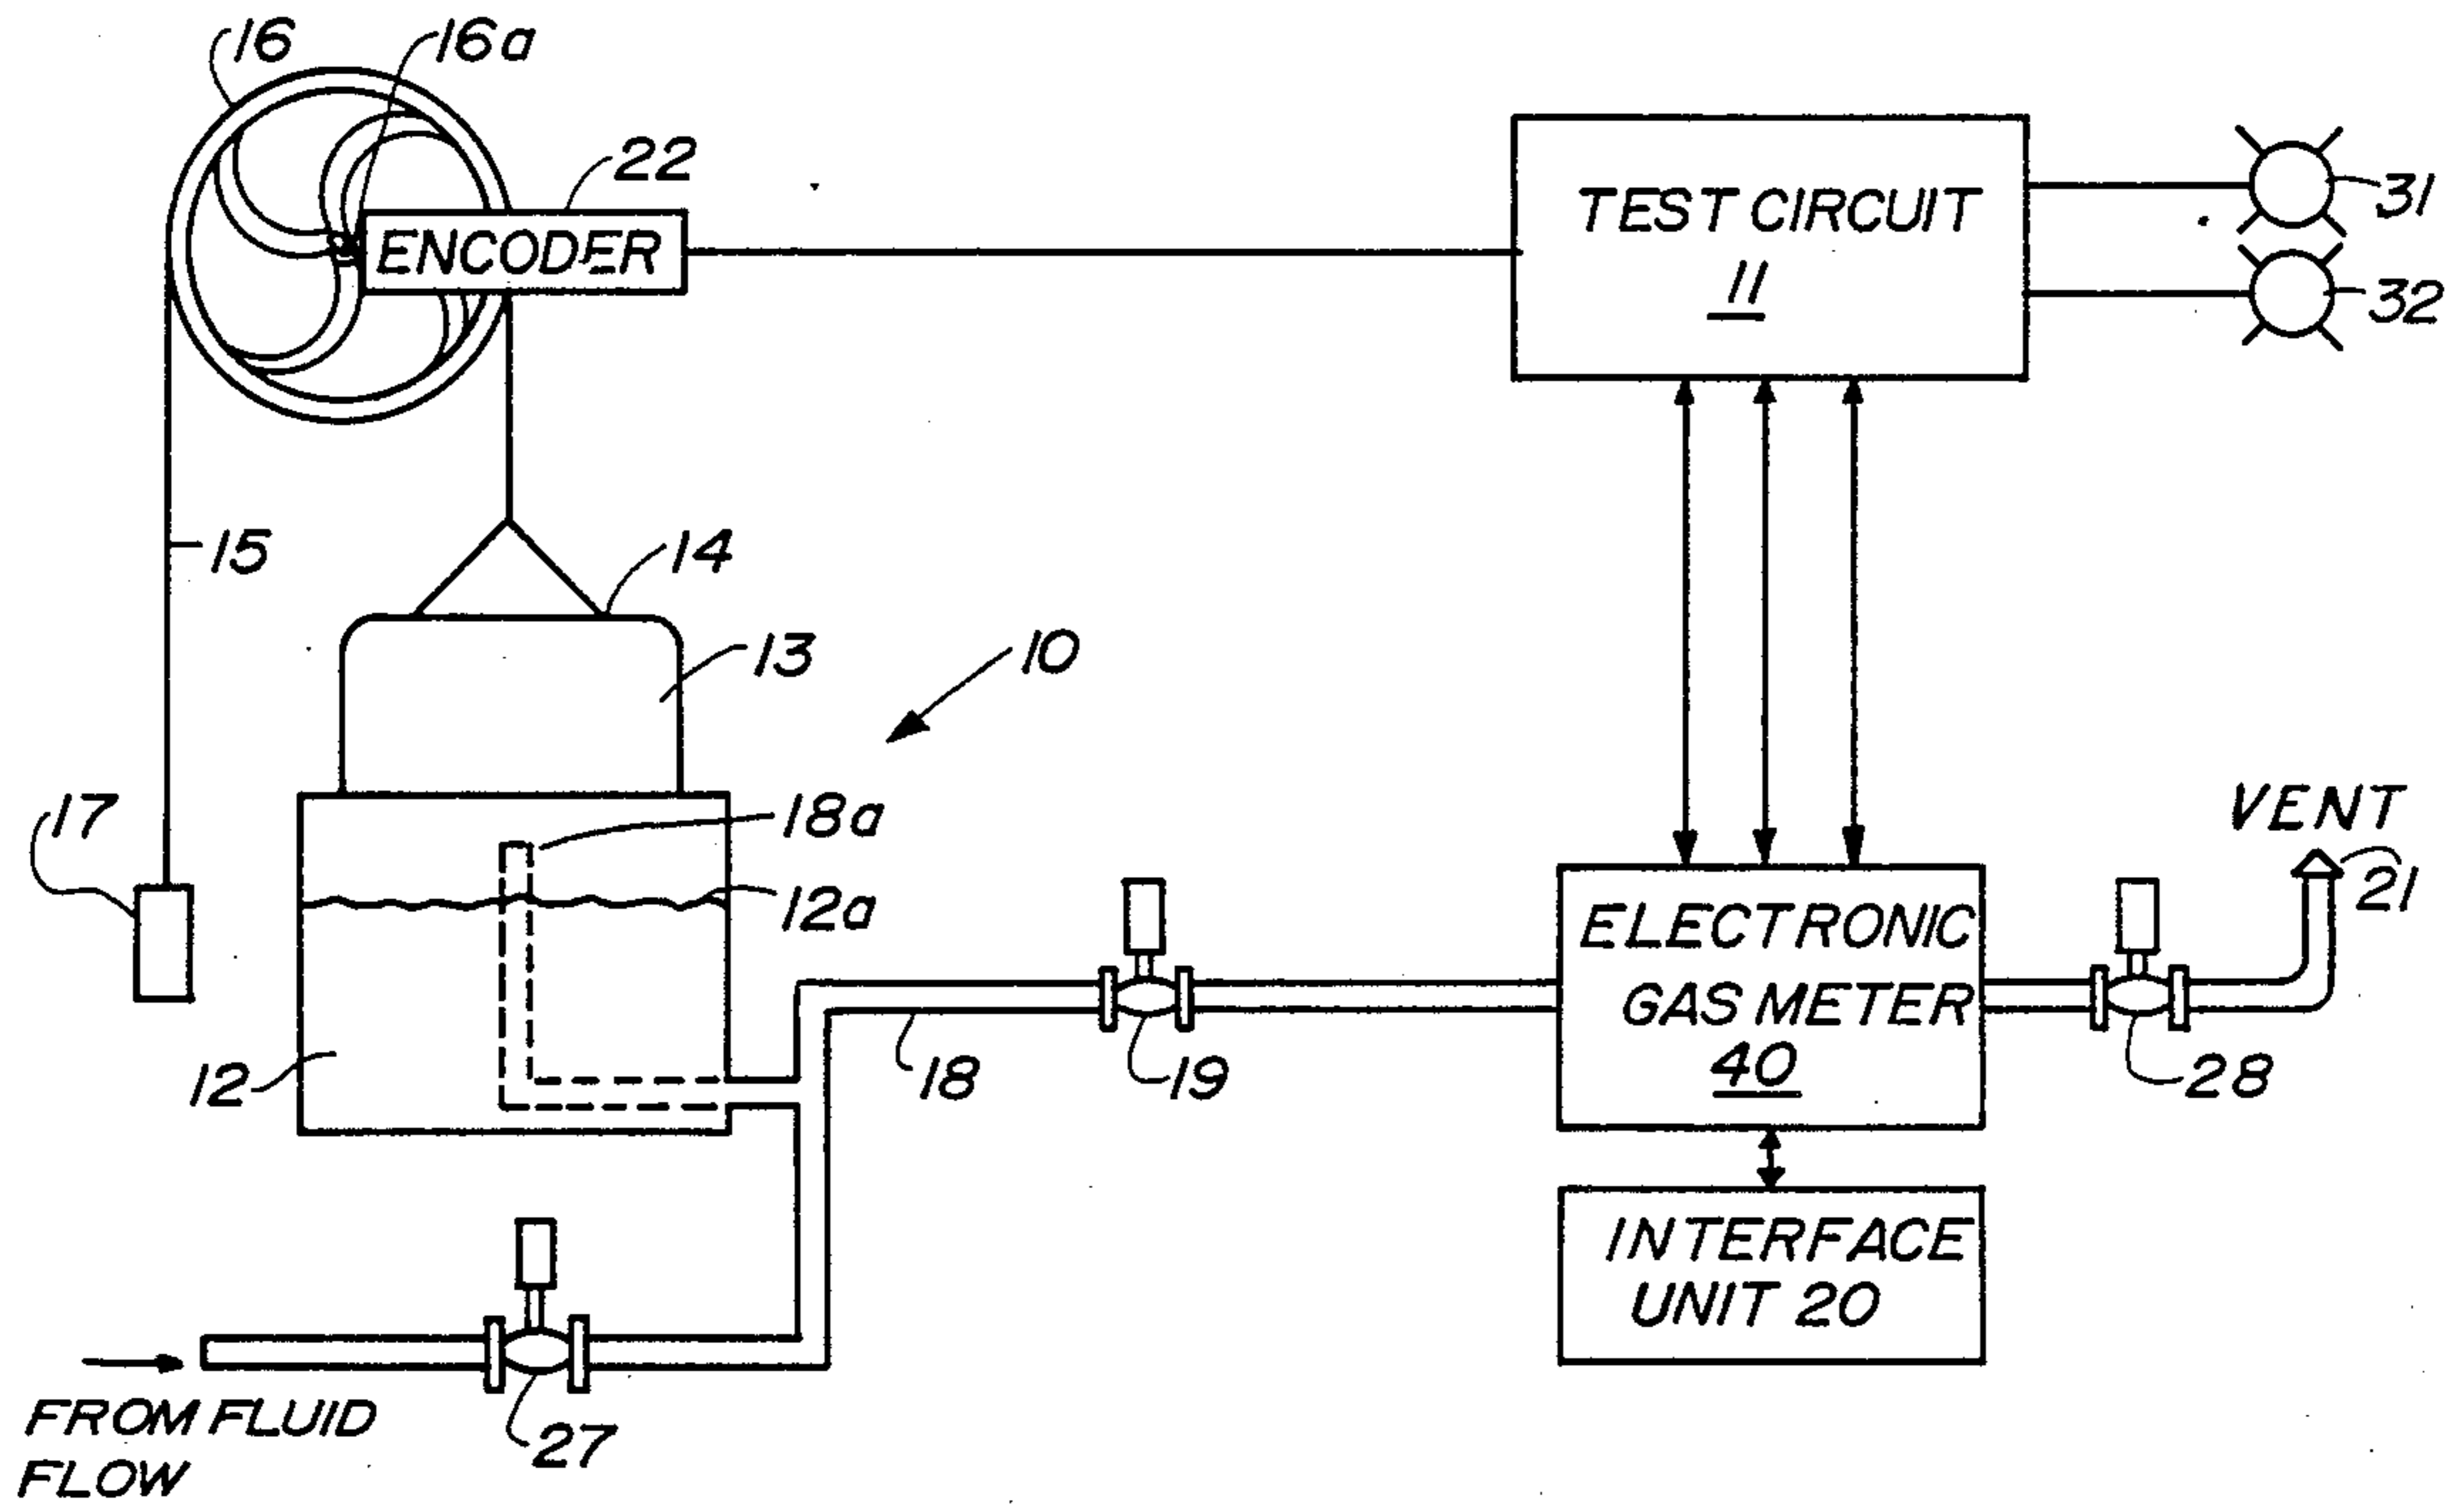 16
16a
22
ENCODER
TEST CIRCUIT
11
31
32
15
14
13
10
17
18a
12a
12
18
19
ELECTRONIC
GAS METER
40
VENT
21
28
INTERFACE
UNIT 20
27
FROM FLUID
FLOW